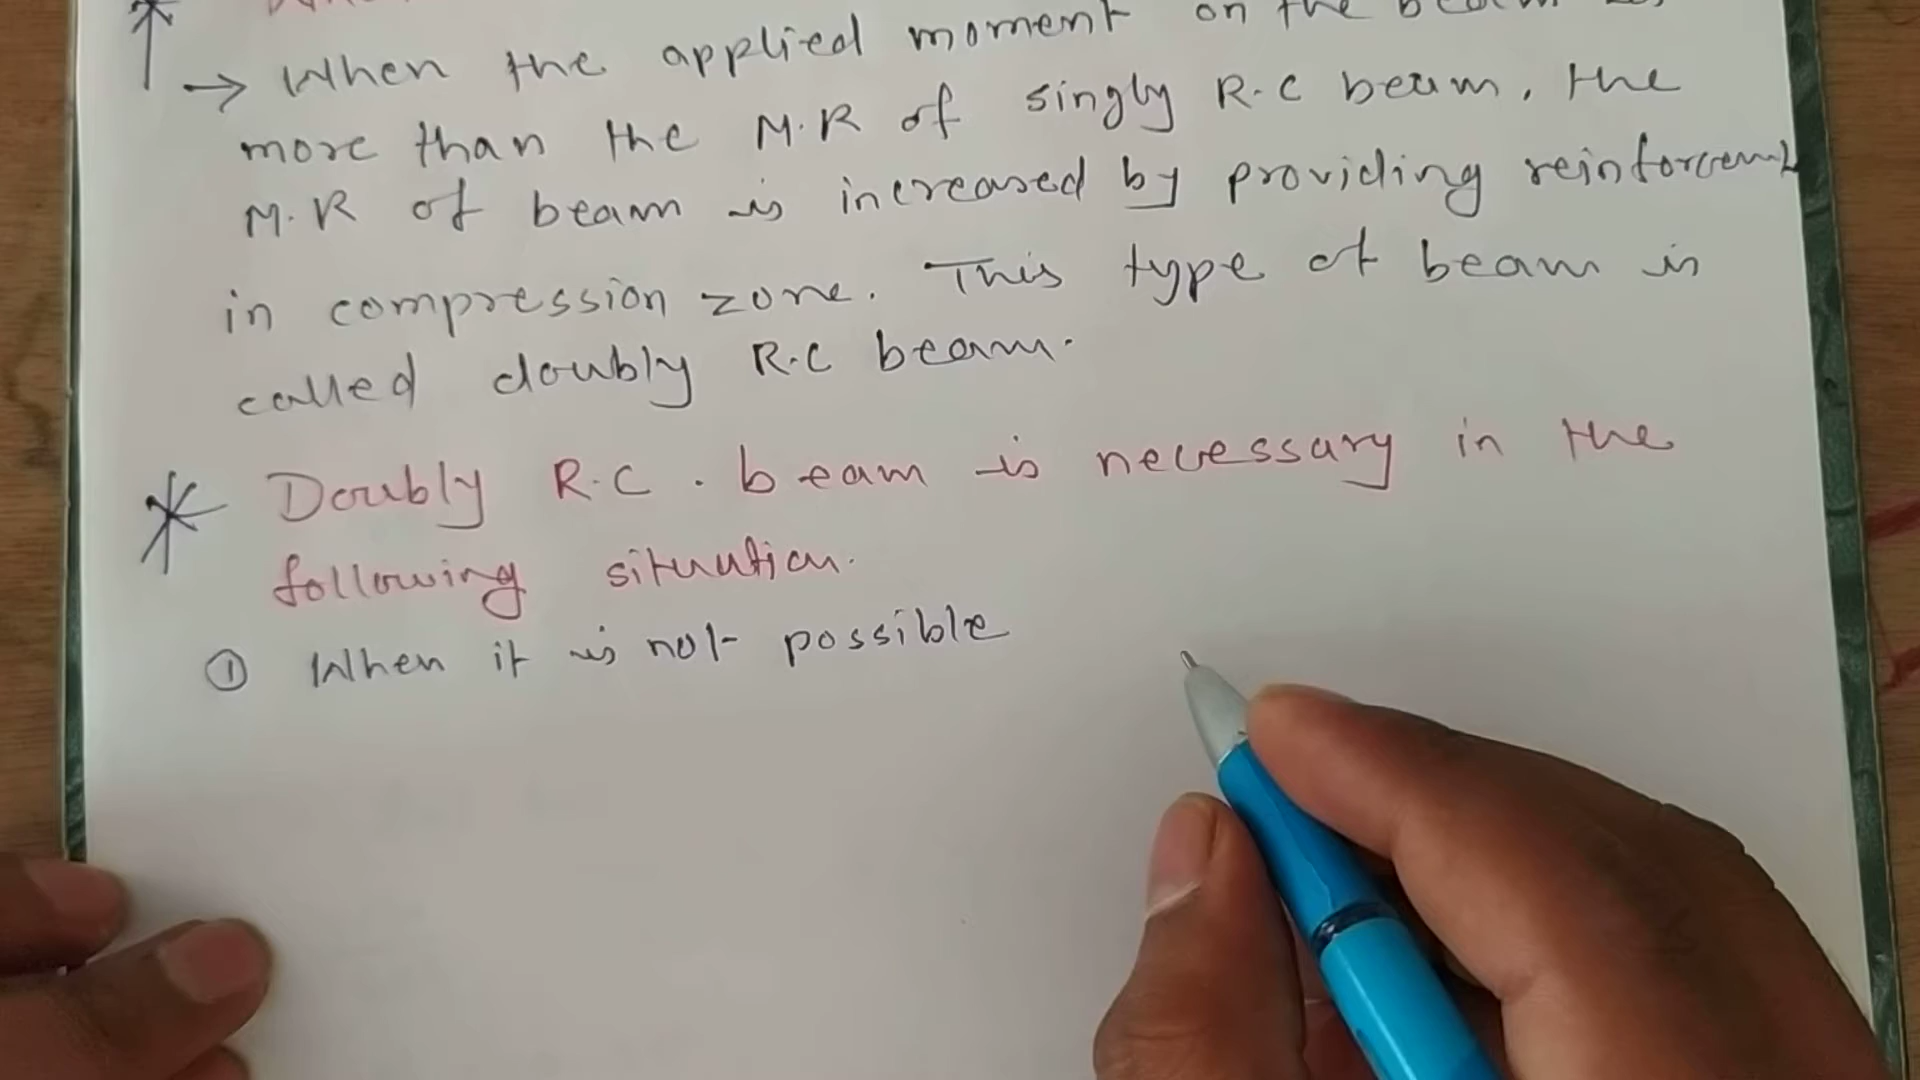 → When the applied moment on the beam is
more than the M.R of singly R.C beam, the
M.R of beam is increased by providing reinforcement
in compression zone. This type of beam is
called doubly R.C beam.
* Doubly R.C. beam is necessary in the
following situation.
① When it is not possible